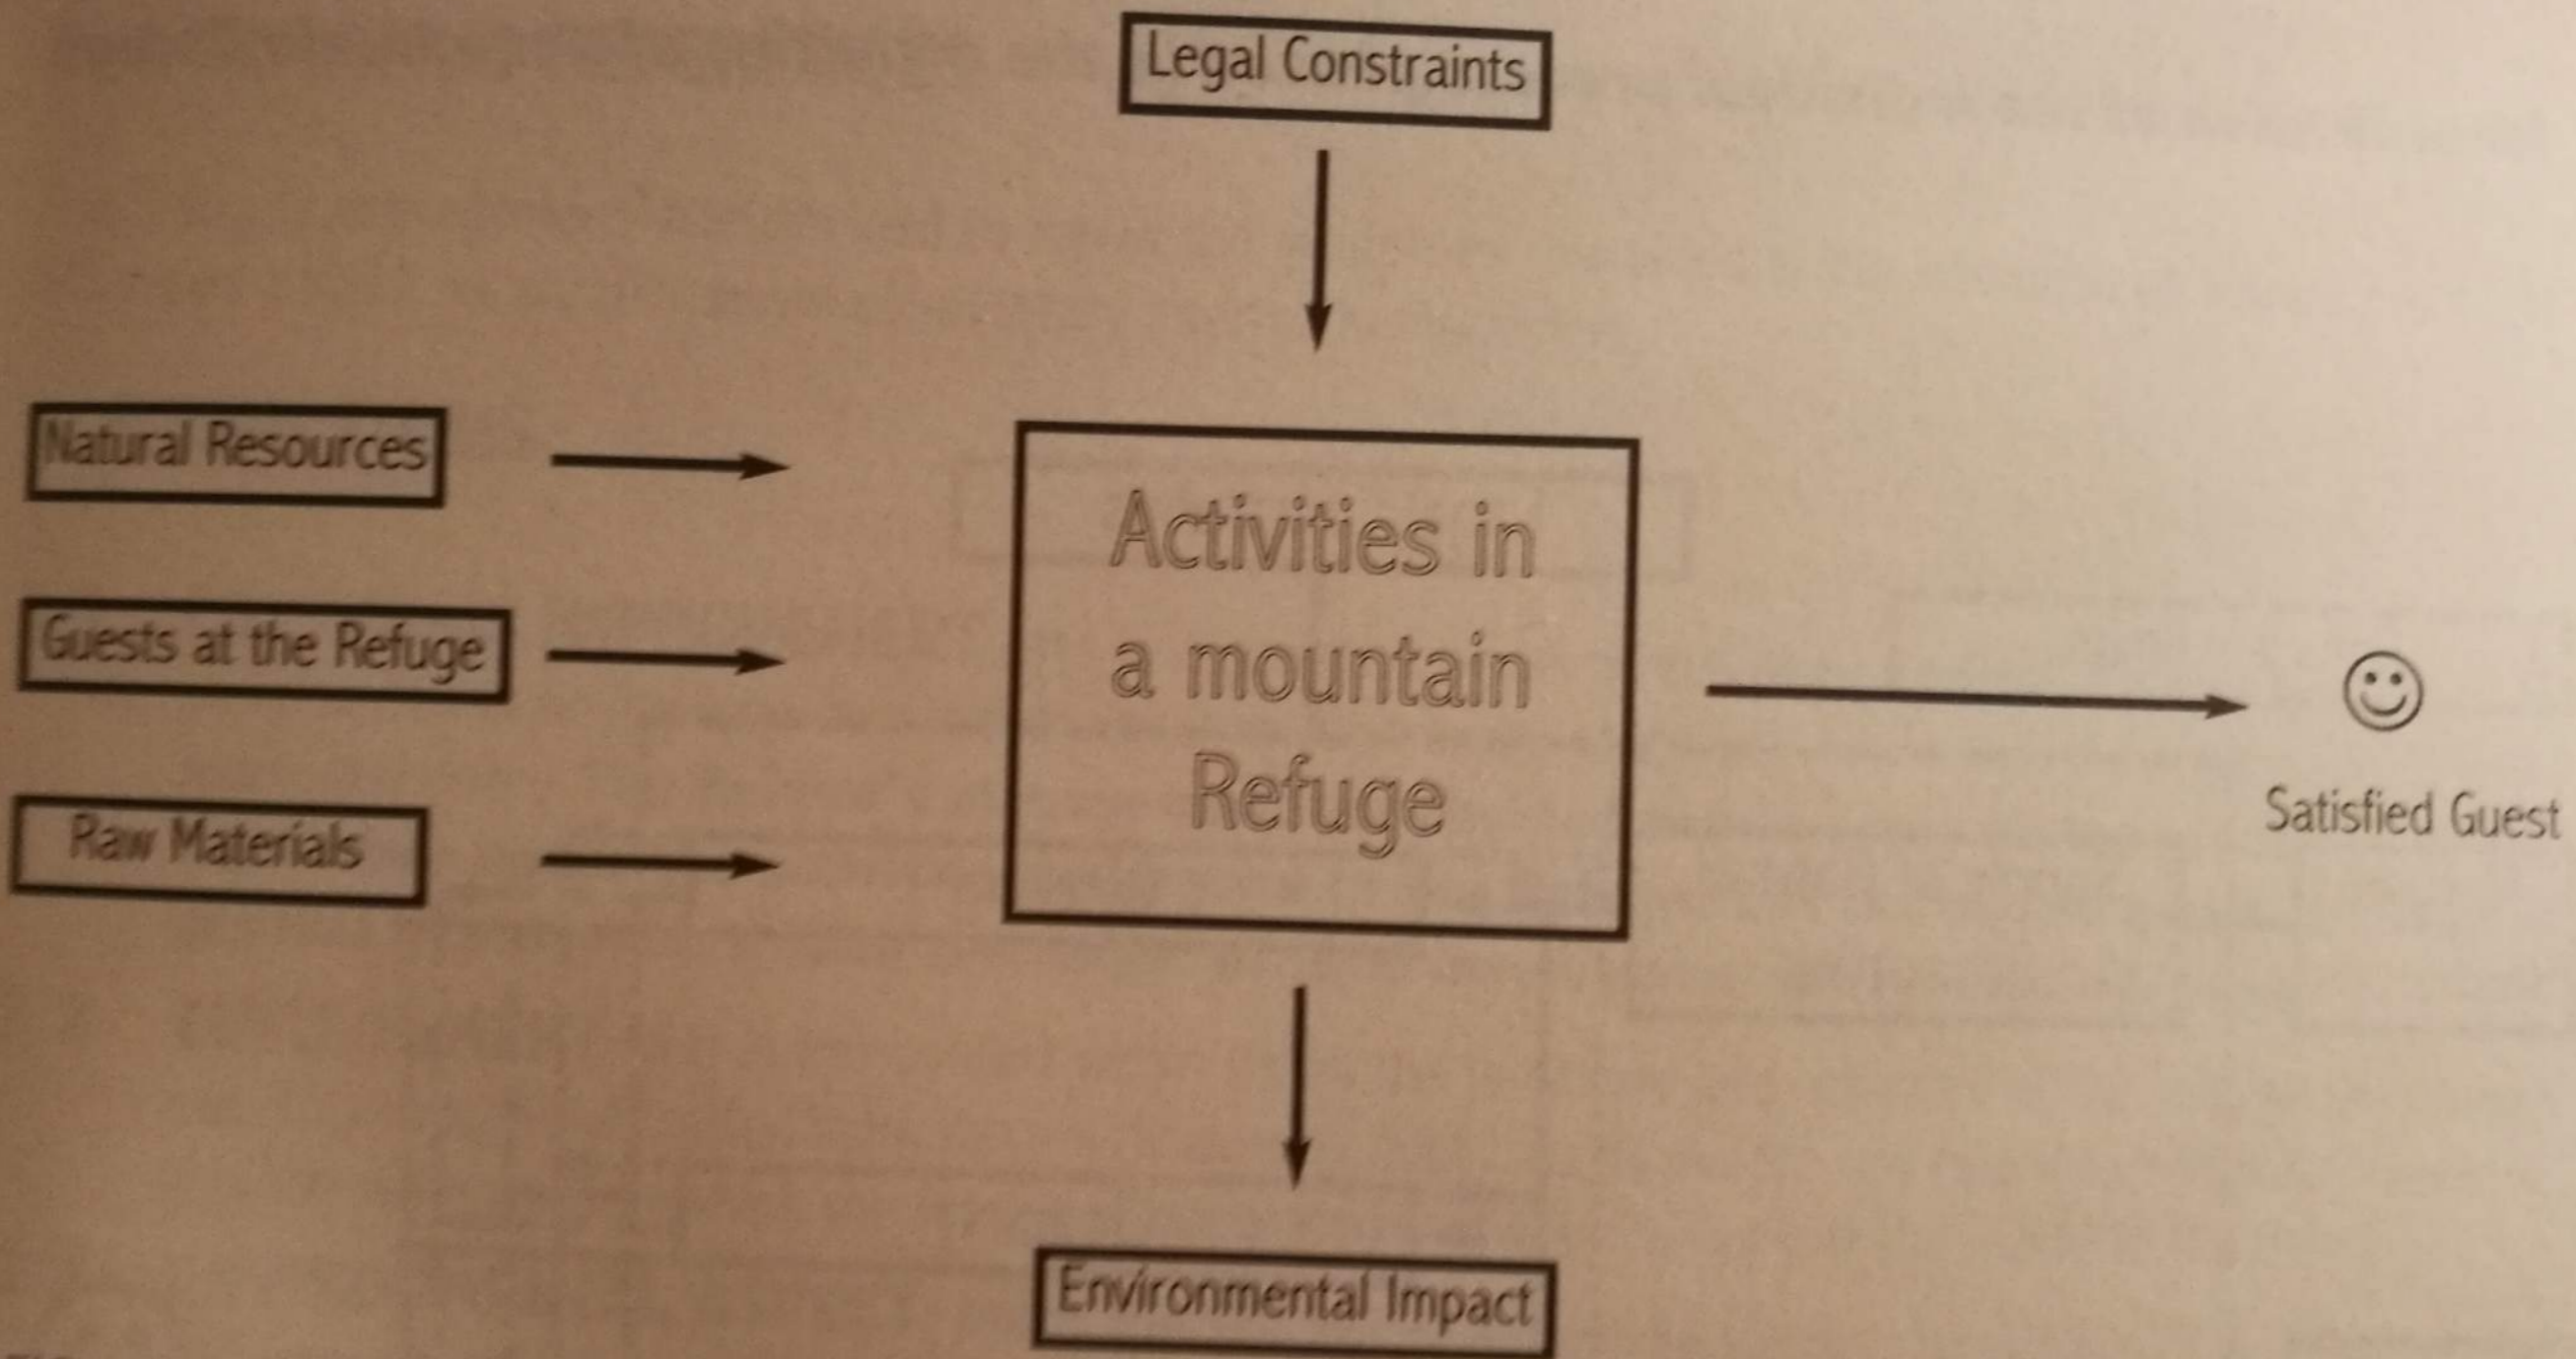 Legal Constraints
Natural Resources
Guests at the Refuge
Raw Materials
Activities in
a mountain
Refuge
Satisfied Guest
Environmental Impact